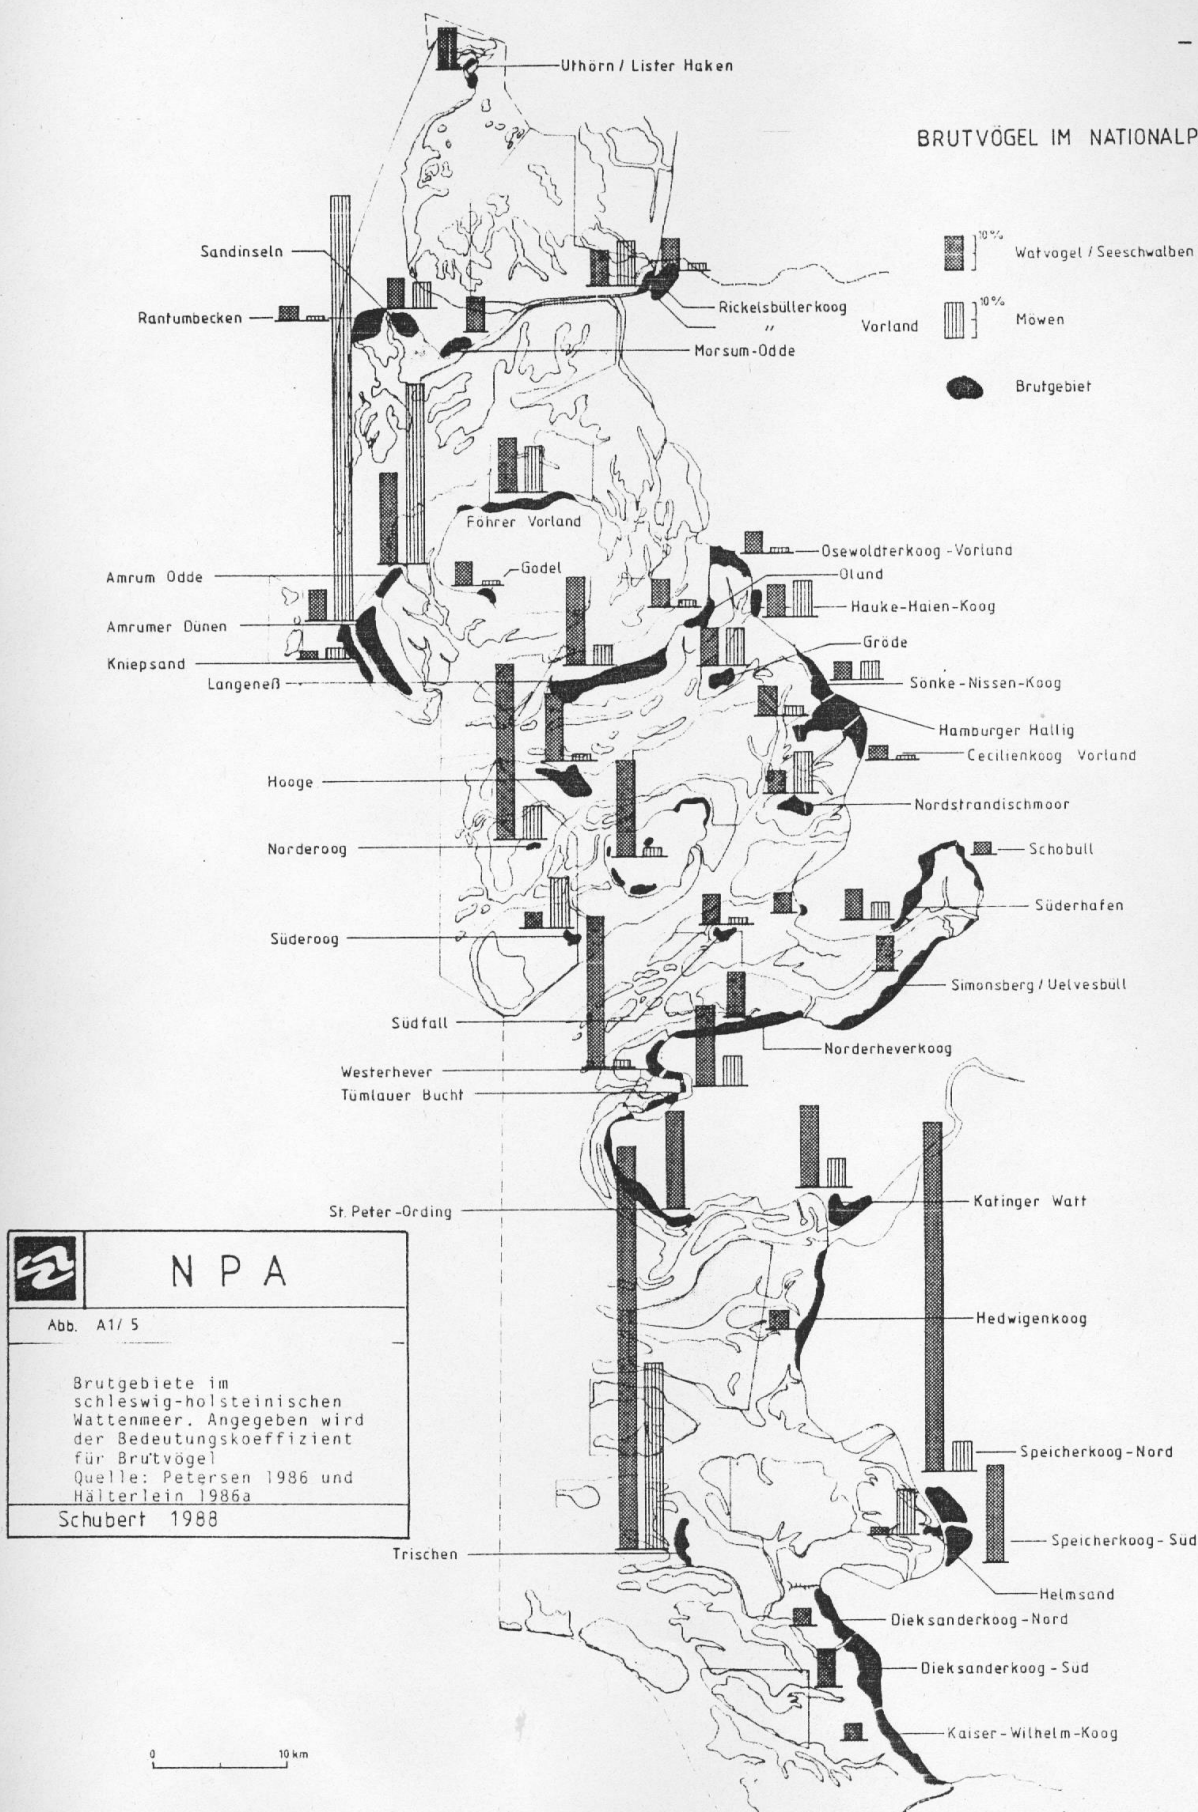 Uthörn / Lister Haken
BRUTVÖGEL IM NATIONALP
Sandinseln
10%
Watvogel / Seeschwalben
Rantumbecken
Rickelsbüllerkoog
" Vorland
10%
Möwen
Morsum-Odde
Brutgebiet
Föhrer Vorland
Osewoldterkoog-Vorland
Godel
Oland
Amrum Odde
Hauke-Haien-Koog
Amrumer Dünen
Gröde
Kniepsand
Langeneß
Sönke-Nissen-Koog
Hamburger Hallig
Cecilienkoog Vorland
Hooge
Nordstrandischmoor
Norderoog
Schobüll
Süderhafen
Süderoog
Simonsberg / Uelvesbüll
Südfall
Norderheverkoog
Westerhever
Tümlauer Bucht
Katinger Watt
St. Peter-Ording
NPA
Abb. A1/ 5
Hedwigenkoog
Brutgebiete im
schleswig-holsteinischen
Wattenmeer. Angegeben wird
der Bedeutungskoeffizient
für Brutvögel
Quelle: Petersen 1986 und
Hälterlein 1986a
Schubert 1988
Speicherkoog-Nord
Speicherkoog-Süd
Trischen
Helmsand
Dieksanderkoog-Nord
Dieksanderkoog-Süd
Kaiser-Wilhelm-Koog
0 10 km